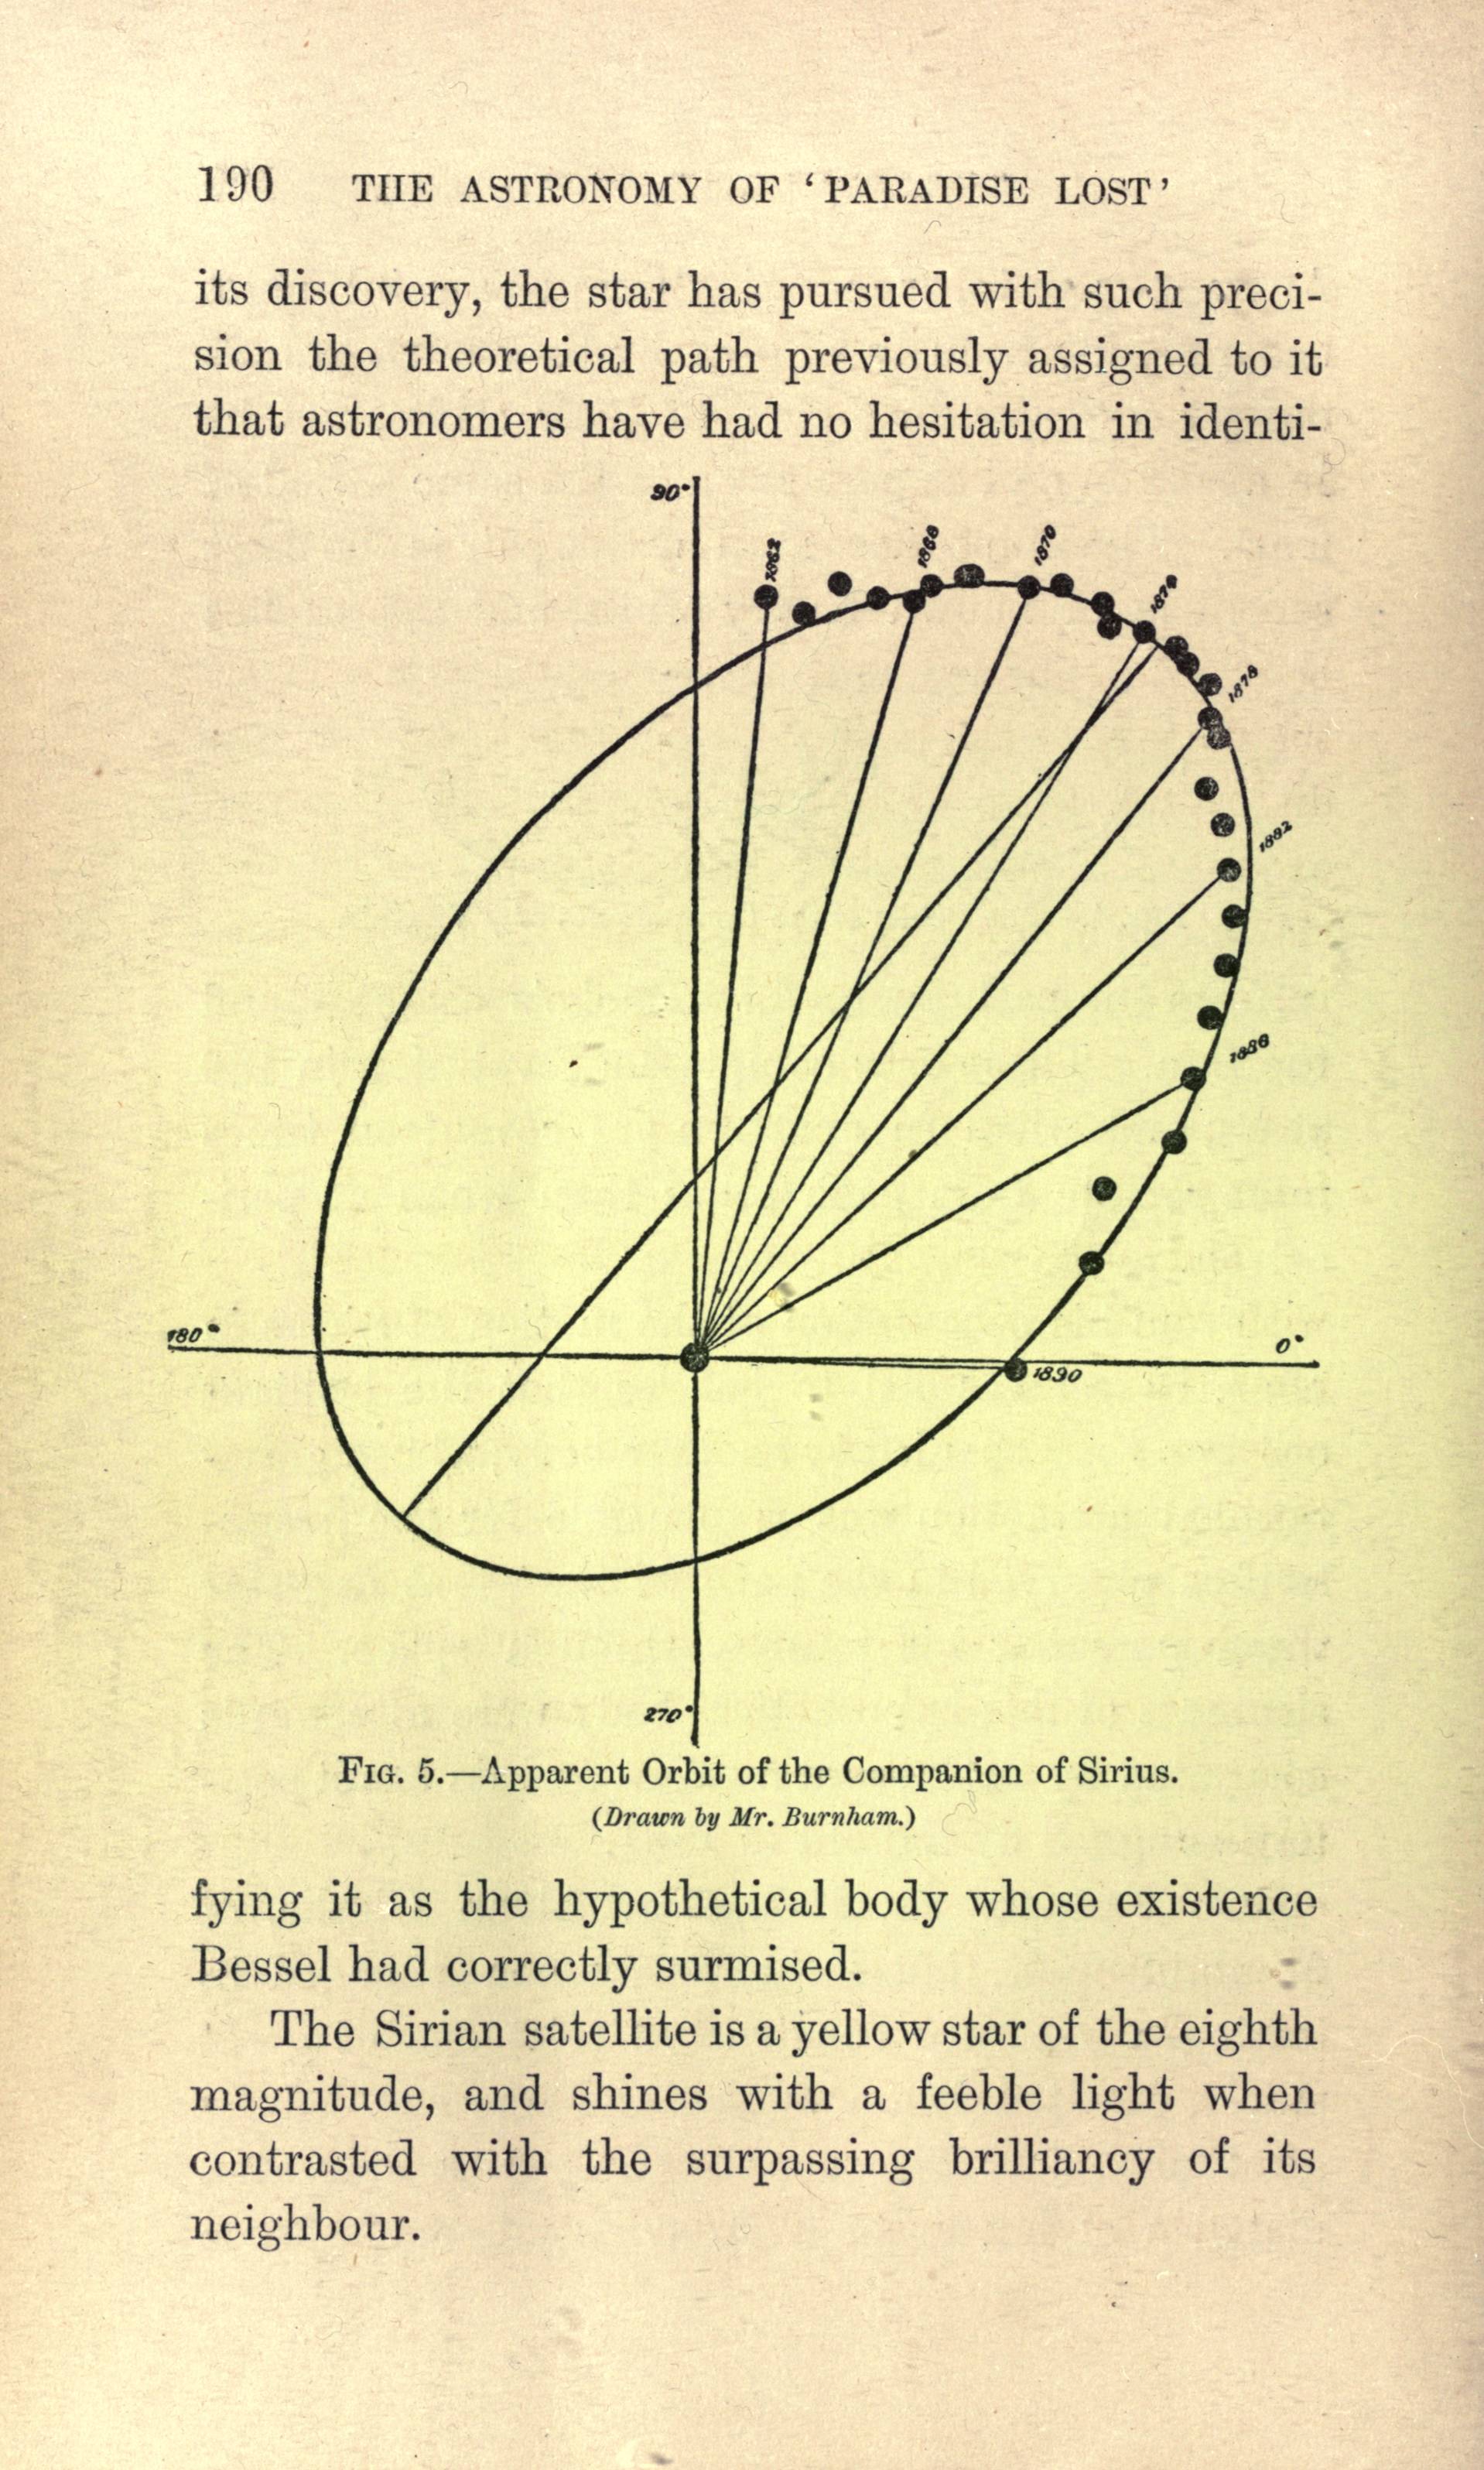 190 THE ASTRONOMY OF ‘PARADISE LOST’
its discovery, the star has pursued with such preci-
sion the theoretical path previously assigned to it
that astronomers have had no hesitation in identi-
90°
1862
1870
1878
1882
1886
180°
0°
1890
270°
FIG. 5.—Apparent Orbit of the Companion of Sirius.
(Drawn by Mr. Burnham.)
fying it as the hypothetical body whose existence
Bessel had correctly surmised.
The Sirian satellite is a yellow star of the eighth
magnitude, and shines with a feeble light when
contrasted with the surpassing brilliancy of its
neighbour.